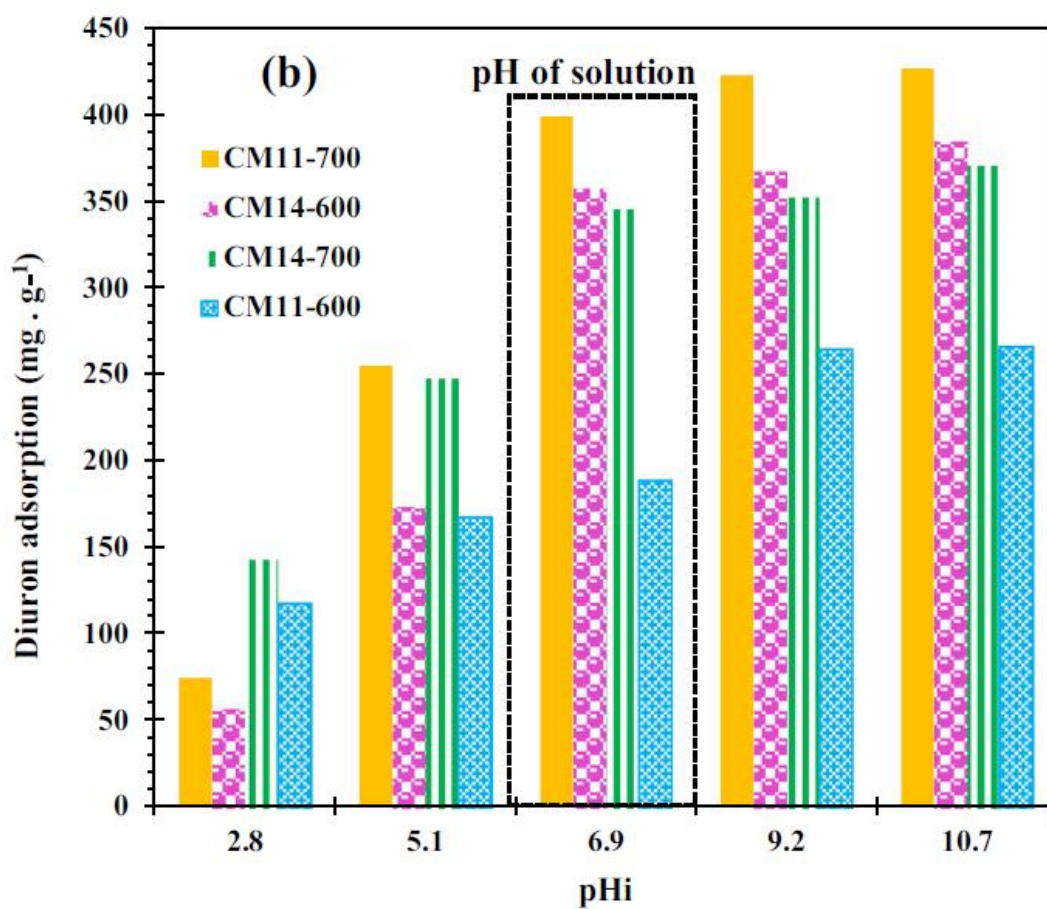 (b)
pH of solution
CM11-700
CM14-600
CM14-700
CM11-600
Diuron adsorption (mg . g-1)
450
400
350
300
250
200
150
100
50
0
2.8 5.1 6.9 9.2 10.7
pHi